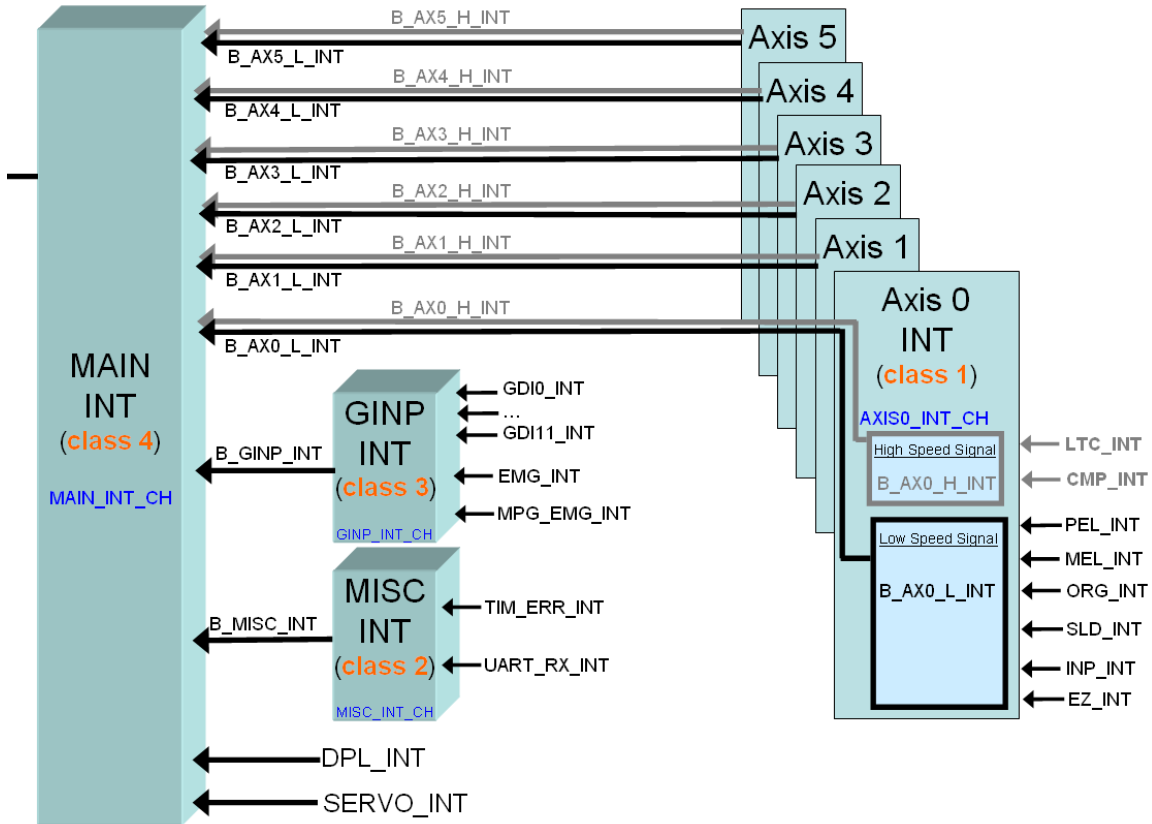 B_AX5_H_INT
B_AX5_L_INT
Axis 5
B_AX4_H_INT
B_AX4_L_INT
Axis 4
B_AX3_H_INT
B_AX3_L_INT
Axis 3
B_AX2_H_INT
B_AX2_L_INT
Axis 2
B_AX1_H_INT
B_AX1_L_INT
Axis 1
B_AX0_H_INT
B_AX0_L_INT
MAIN
INT
(class 4)
MAIN_INT_CH
GINP
INT
(class 3)
GINP_INT_CH
GDI0_INT
...
GDI11_INT
EMG_INT
MPG_EMG_INT
B_GINP_INT
MISC
INT
(class 2)
MISC_INT_CH
TIM_ERR_INT
UART_RX_INT
B_MISC_INT
DPL_INT
SERVO_INT
Axis 0
INT
(class 1)
AXIS0_INT_CH
High Speed Signal
B_AX0_H_INT
LTC_INT
CMP_INT
Low Speed Signal
B_AX0_L_INT
PEL_INT
MEL_INT
ORG_INT
SLD_INT
INP_INT
EZ_INT